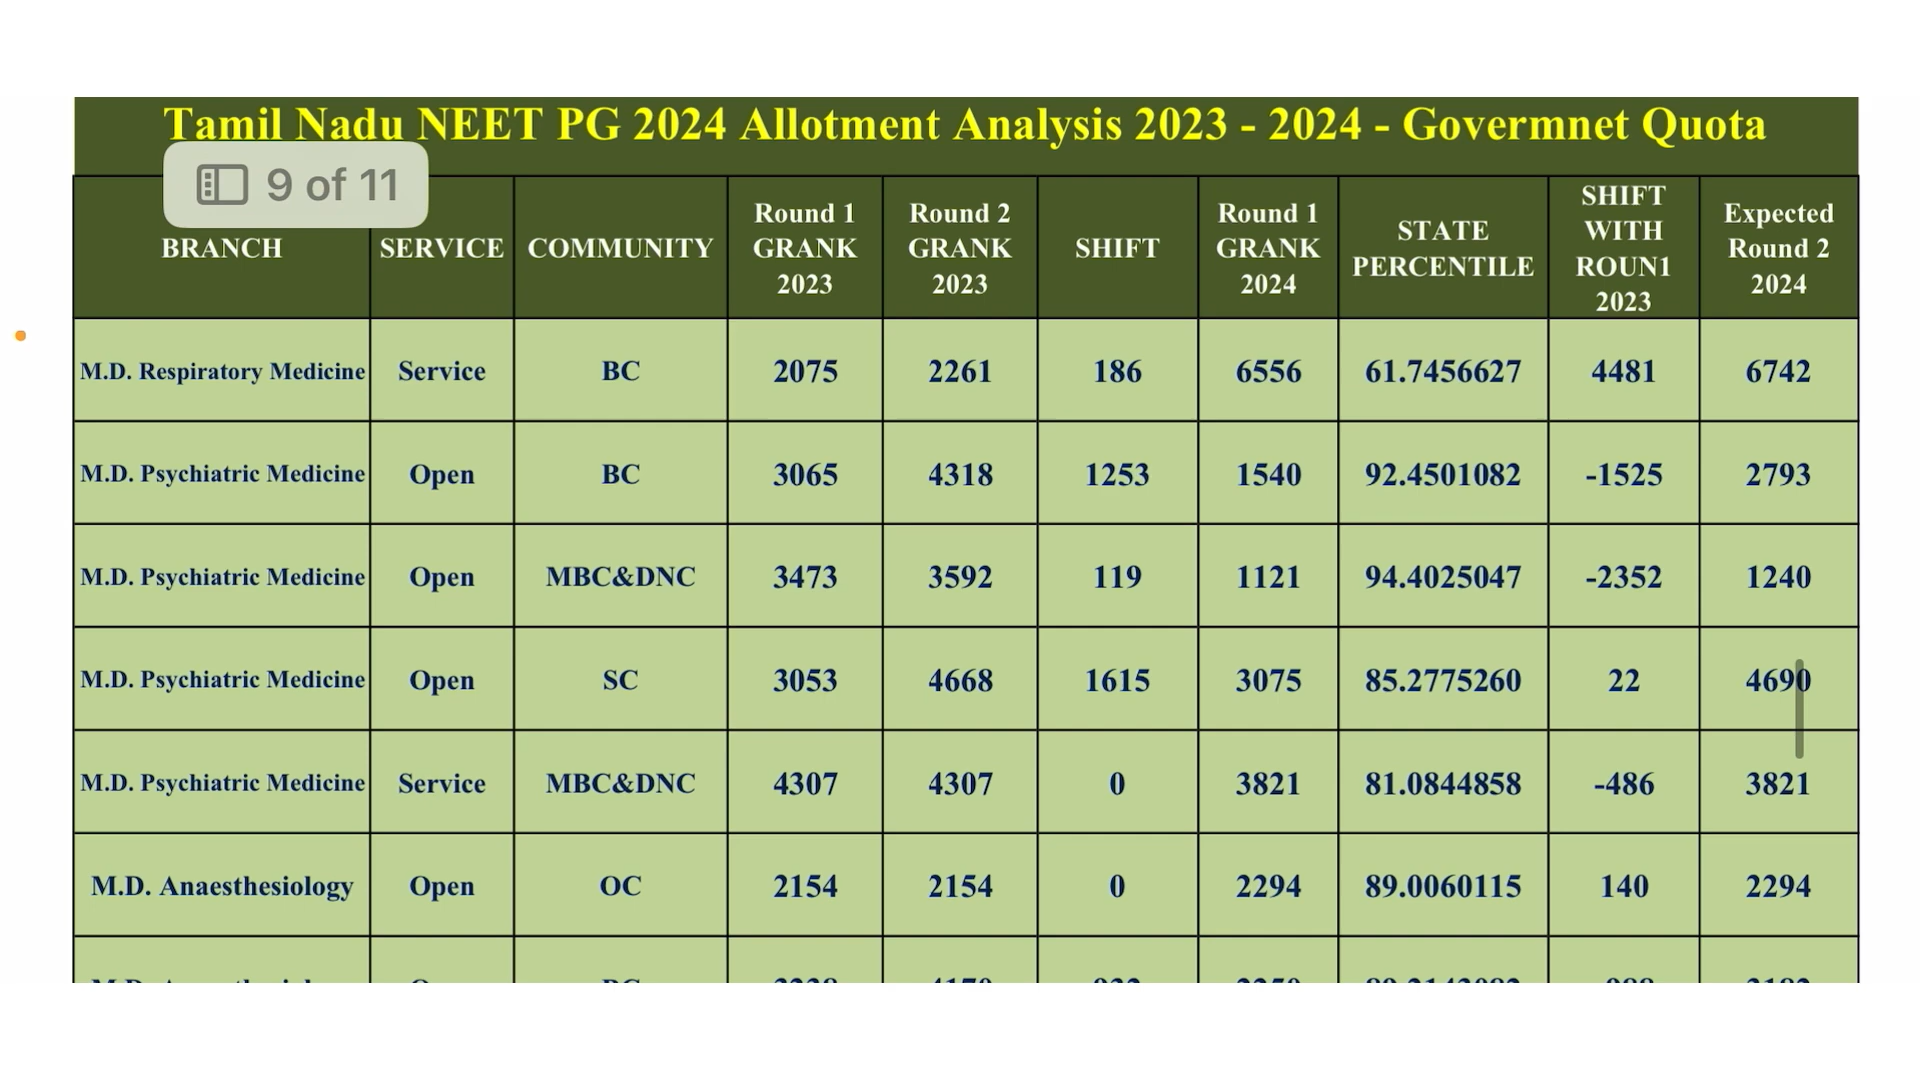 Tamil Nadu NEET PG 2024 Allotment Analysis 2023 - 2024 - Govermnet Quota
9 of 11
BRANCH SERVICE COMMUNITY Round 1 GRANK 2023 Round 2 GRANK 2023 SHIFT Round 1 GRANK 2024 STATE PERCENTILE SHIFT WITH ROUN1 2023 Expected Round 2 2024
M.D. Respiratory Medicine Service BC 2075 2261 186 6556 61.7456627 4481 6742
M.D. Psychiatric Medicine Open BC 3065 4318 1253 1540 92.4501082 -1525 2793
M.D. Psychiatric Medicine Open MBC&DNC 3473 3592 119 1121 94.4025047 -2352 1240
M.D. Psychiatric Medicine Open SC 3053 4668 1615 3075 85.2775260 22 4690
M.D. Psychiatric Medicine Service MBC&DNC 4307 4307 0 3821 81.0844858 -486 3821
M.D. Anaesthesiology Open OC 2154 2154 0 2294 89.0060115 140 2294